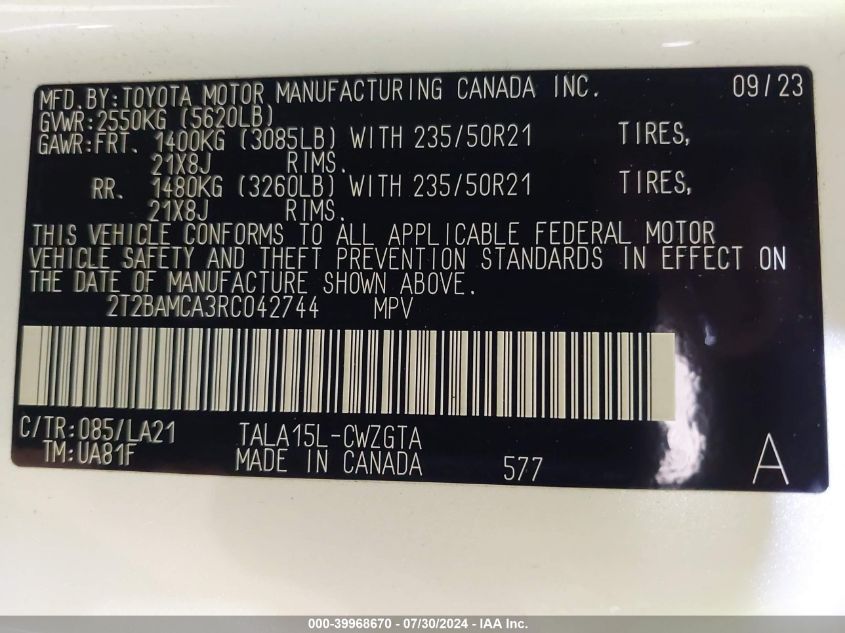 MFD.BY:TOYOTA MOTOR MANUFACTURING CANADA INC. 09/23
GVWR:2550KG (5620LB)
GAWR:FRT. 1400KG (3085LB) WITH 235/50R21 TIRES,
21X8J RIMS.
RR. 1480KG (3260LB) WITH 235/50R21 TIRES,
21X8J RIMS.
THIS VEHICLE CONFORMS TO ALL APPLICABLE FEDERAL MOTOR
VEHICLE SAFETY AND THEFT PREVENTION STANDARDS IN EFFECT ON
THE DATE OF MANUFACTURE SHOWN ABOVE.
2T2BAMCA3RC042744 MPV
C/TR:085/LA21 TALA15L-CWZGTA
TM:UA81F MADE IN CANADA 577 A
000-39968670 / 07/30/2024 - IAA Inc.